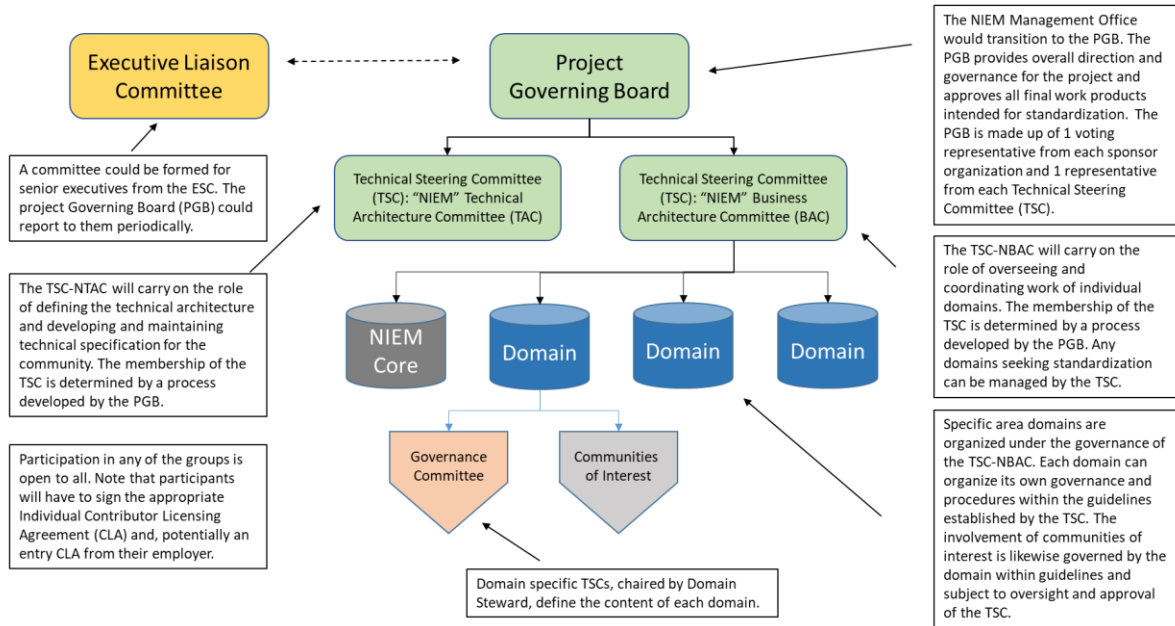 Executive Liaison
Committee
Project
Governing Board
The NIEM Management Office
would transition to the PGB. The
PGB provides overall direction and
governance for the project and
approves all final work products
intended for standardization. The
PGB is made up of 1 voting
representative from each sponsor
organization and 1 representative
from each Technical Steering
Committee (TSC).
A committee could be formed for
senior executives from the ESC. The
project Governing Board (PGB) could
report to them periodically.
Technical Steering Committee
(TSC): “NIEM” Technical
Architecture Committee (TAC)
Technical Steering Committee
(TSC): “NIEM” Business
Architecture Committee (BAC)
The TSC-NTAC will carry on the role
of defining the technical architecture
and developing and maintaining
technical specification for the
community. The membership of the
TSC is determined by a process
developed by the PGB.
The TSC-NBAC will carry on the
role of overseeing and
coordinating work of individual
domains. The membership of the
TSC is determined by a process
developed by the PGB. Any
domains seeking standardization
can be managed by the TSC.
NIEM
Core
Domain
Domain
Domain
Participation in any of the groups is
open to all. Note that participants
will have to sign the appropriate
Individual Contributor Licensing
Agreement (CLA) and, potentially an
entry CLA from their employer.
Governance
Committee
Communities
of Interest
Specific area domains are
organized under the governance of
the TSC-NBAC. Each domain can
organize its own governance and
procedures within the guidelines
established by the TSC. The
involvement of communities of
interest is likewise governed by the
domain within guidelines and
subject to oversight and approval
of the TSC.
Domain specific TSCs, chaired by Domain
Steward, define the content of each domain.